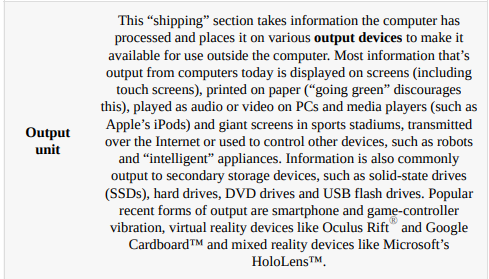 This “shipping” section takes information the computer has
processed and places it on various output devices to make it
available for use outside the computer. Most information that’s
output from computers today is displayed on screens (including
touch screens), printed on paper (“going green” discourages
this), played as audio or video on PCs and media players (such as
Apple’s iPods) and giant screens in sports stadiums, transmitted
over the Internet or used to control other devices, such as robots
and “intelligent” appliances. Information is also commonly
output to secondary storage devices, such as solid-state drives
(SSDs), hard drives, DVD drives and USB flash drives. Popular
recent forms of output are smartphone and game-controller
vibration, virtual reality devices like Oculus Rift® and Google
Cardboard™ and mixed reality devices like Microsoft’s
HoloLens™.
Output
unit